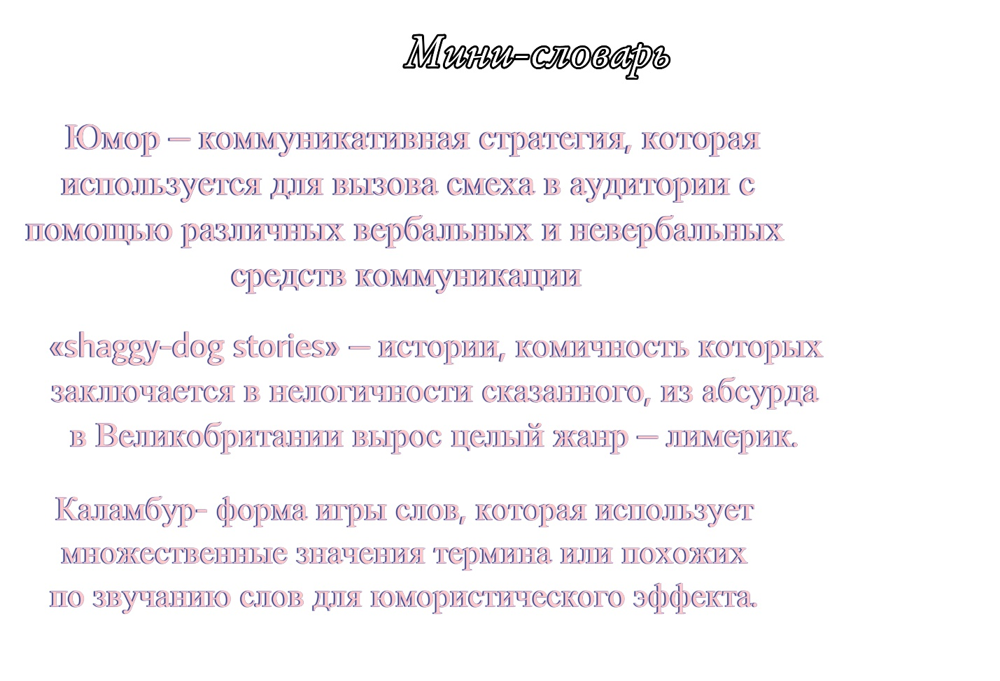 Мини-словарь
Юмор – коммуникативная стратегия, которая
используется для вызова смеха в аудитории с
помощью различных вербальных и невербальных
средств коммуникации
«shaggy-dog stories» – истории, комичность которых
заключается в нелогичности сказанного, из абсурда
в Великобритании вырос целый жанр – лимерик.
Каламбур- форма игры слов, которая использует
множественные значения термина или похожих
по звучанию слов для юмористического эффекта.